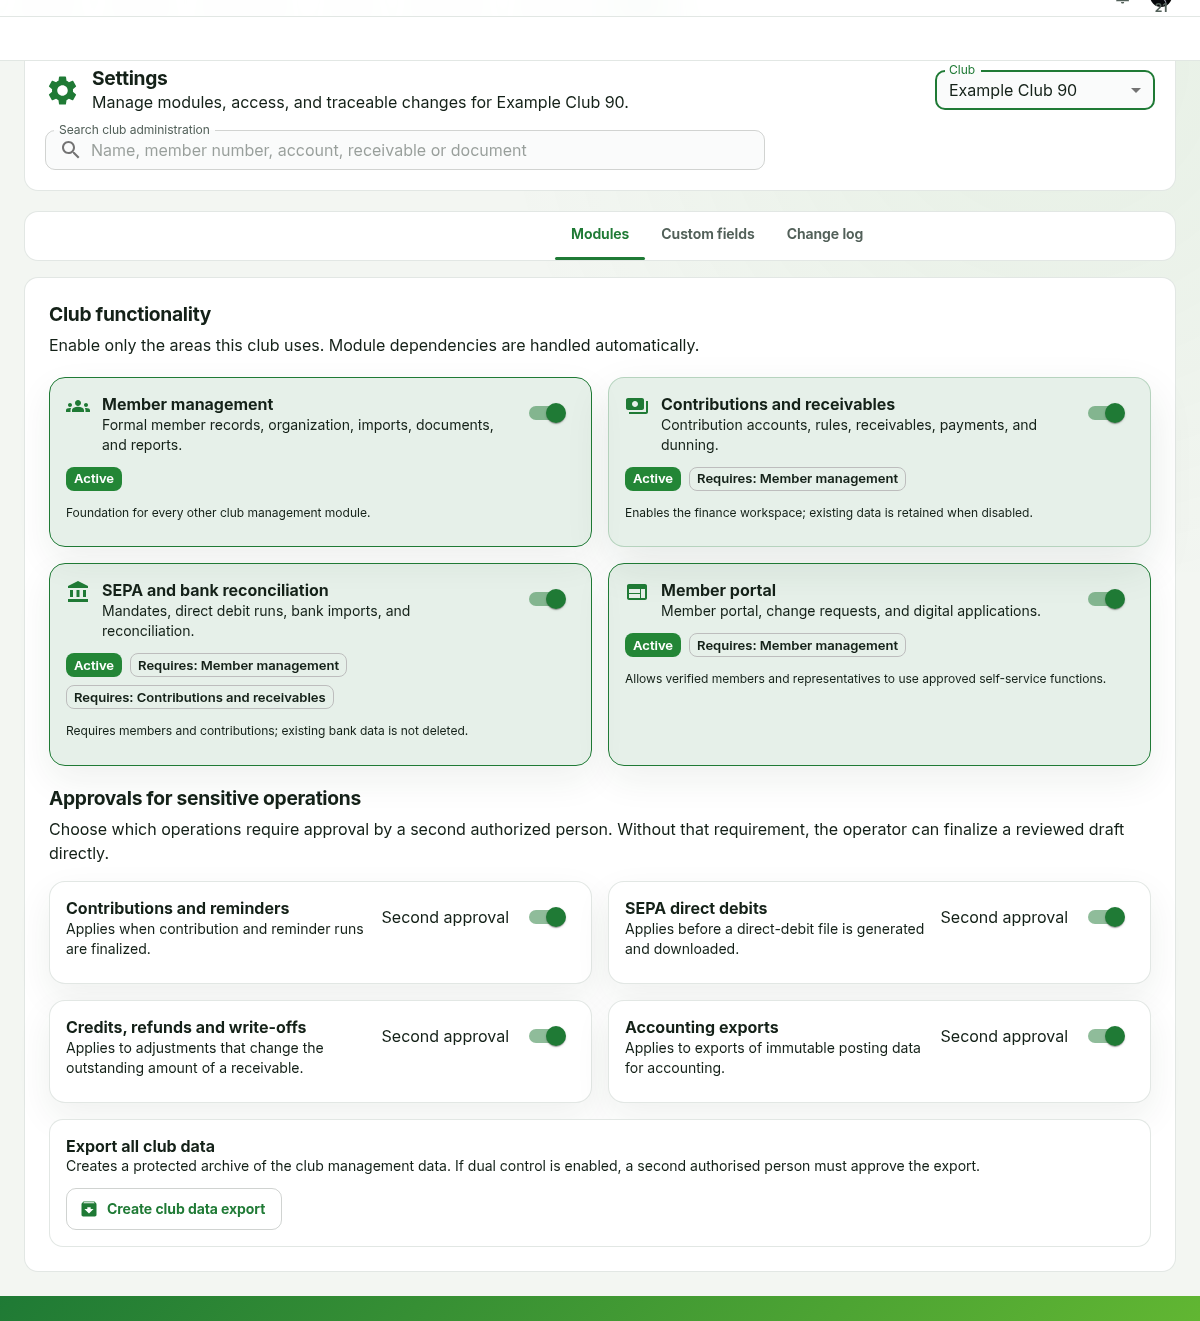 21
Settings
Manage modules, access, and traceable changes for Example Club 90.
Club
Example Club 90
Search club administration
Name, member number, account, receivable or document
Modules
Custom fields
Change log
Club functionality
Enable only the areas this club uses. Module dependencies are handled automatically.
Member management
Formal member records, organization, imports, documents,
and reports.
Active
Foundation for every other club management module.
Contributions and receivables
Contribution accounts, rules, receivables, payments, and
dunning.
Active
Requires: Member management
Enables the finance workspace; existing data is retained when disabled.
SEPA and bank reconciliation
Mandates, direct debit runs, bank imports, and
reconciliation.
Active
Requires: Member management
Requires: Contributions and receivables
Requires members and contributions; existing bank data is not deleted.
Member portal
Member portal, change requests, and digital applications.
Active
Requires: Member management
Allows verified members and representatives to use approved self-service functions.
Approvals for sensitive operations
Choose which operations require approval by a second authorized person. Without that requirement, the operator can finalize a reviewed draft
directly.
Contributions and reminders
Applies when contribution and reminder runs
are finalized.
Second approval
SEPA direct debits
Applies before a direct-debit file is generated
and downloaded.
Second approval
Credits, refunds and write-offs
Applies to adjustments that change the
outstanding amount of a receivable.
Second approval
Accounting exports
Applies to exports of immutable posting data
for accounting.
Second approval
Export all club data
Creates a protected archive of the club management data. If dual control is enabled, a second authorised person must approve the export.
Create club data export